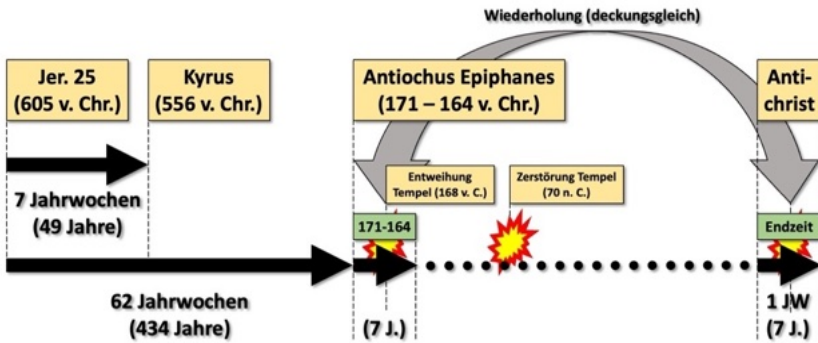 Wiederholung (deckungsgleich)
Jer. 25
(605 v. Chr.)
Kyrus
(556 v. Chr.)
Antiochus Epiphanes
(171 – 164 v. Chr.)
Anti-
christ
Entweihung
Tempel (168 v. C.)
Zerstörung Tempel
(70 n. C.)
7 Jahrwochen
(49 Jahre)
171-164
Endzeit
62 Jahrwochen
(434 Jahre)
(7 J.)
1 JW
(7 J.)